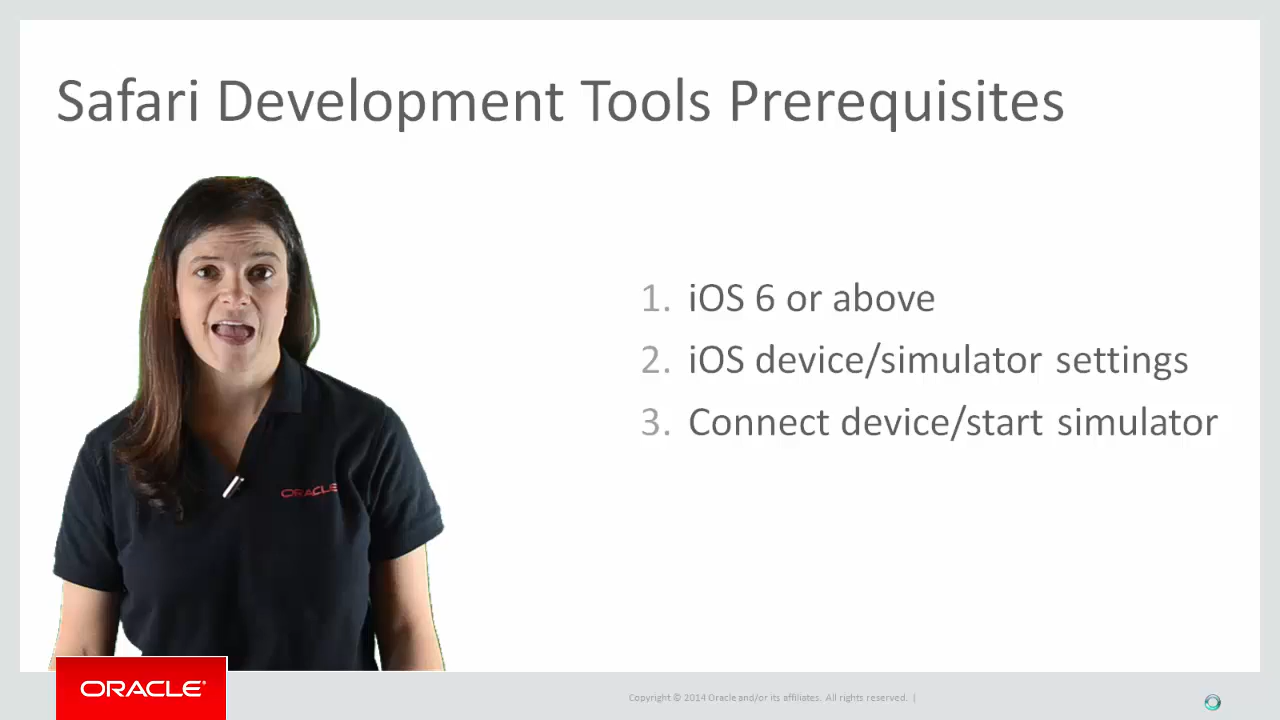 Safari Development Tools Prerequisites
1. iOS 6 or above
2. iOS device/simulator settings
3. Connect device/start simulator
ORACLE
ORACLE®
Copyright © 2014 Oracle and/or its affiliates. All rights reserved. |